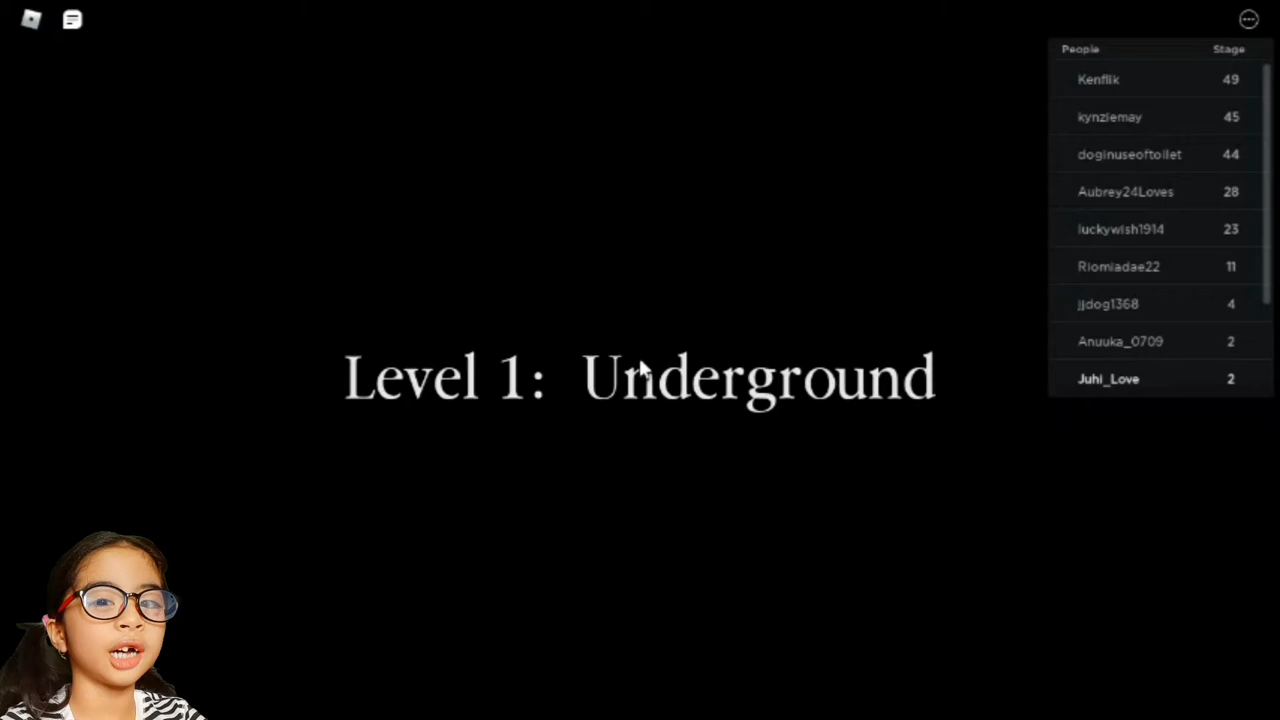 People Stage
Kenflik 49
kynziemay 45
doginuseoftoilet 44
Aubrey24Loves 28
luckywish1914 23
Riomiadae22 11
jjdog1368 4
Anuuka_0709 2
Juhi_Love 2
Level 1: Underground